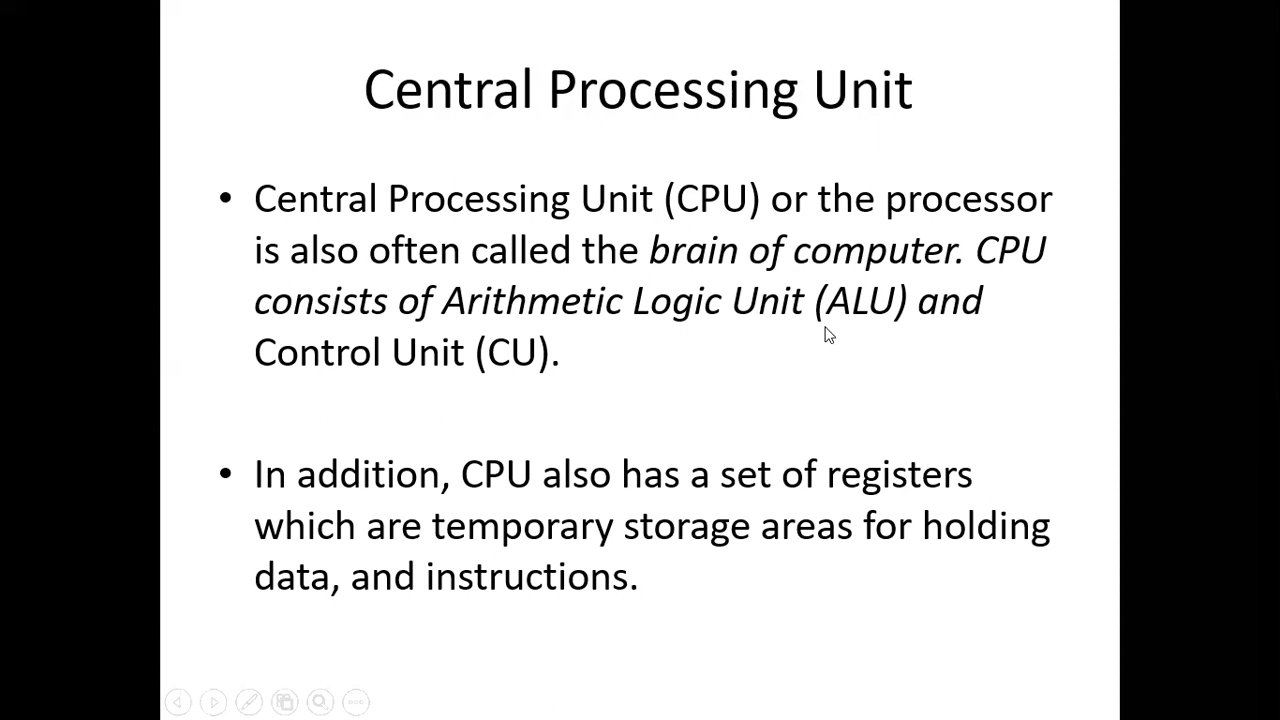 Central Processing Unit
• Central Processing Unit (CPU) or the processor
is also often called the brain of computer. CPU
consists of Arithmetic Logic Unit (ALU) and
Control Unit (CU).
• In addition, CPU also has a set of registers
which are temporary storage areas for holding
data, and instructions.